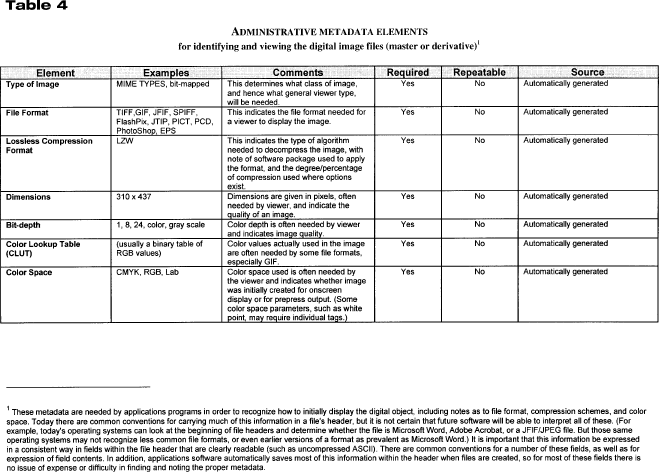 Table 4
ADMINISTRATIVE METADATA ELEMENTS
for identifying and viewing the digital image files (master or derivative)1
Element Examples Comments Required Repeatable Source
Type of Image MIME TYPES, bit-mapped This determines what class of image, Yes No Automatically generated
and hence what general viewer type,
will be needed.
File Format TIFF,GIF, JFIF, SPIFF, This indicates the file format needed for Yes No Automatically generated
FlashPix, JTIP, PICT, PCD, a viewer to display the image.
PhotoShop, EPS
Lossless Compression LZW This indicates the type of algorithm Yes No Automatically generated
Format needed to decompress the image, with
note of software package used to apply
the format, and the degree/percentage
of compression used where options
exist.
Dimensions 310 x 437 Dimensions are given in pixels, often Yes No Automatically generated
needed by viewer, and indicate the
quality of an image.
Bit-depth 1, 8, 24, color, gray scale Color depth is often needed by viewer Yes No Automatically generated
and indicates image quality.
Color Lookup Table (usually a binary table of Color values actually used in the image Yes No Automatically generated
(CLUT) RGB values) are often needed by some file formats,
especially GIF.
Color Space CMYK, RGB, Lab Color space used is often needed by Yes No Automatically generated
the viewer and indicates whether image
was initially created for onscreen
display or for prepress output. (Some
color space parameters, such as white
point, may require individual tags.)
1 These metadata are needed by applications programs in order to recognize how to initially display the digital object, including notes as to file format, compression schemes, and color
space. Today there are common conventions for carrying much of this information in a file's header, but it is not certain that future software will be able to interpret all of these. (For
example, today's operating systems can look at the beginning of file headers and determine whether the file is Microsoft Word, Adobe Acrobat, or a JFIF/JPEG file. But those same
operating systems may not recognize less common file formats, or even earlier versions of a format as prevalent as Microsoft Word.) It is important that this information be expressed
in a consistent way in fields within the file header that are clearly readable (such as uncompressed ASCII). There are common conventions for a number of these fields, as well as for
expression of field contents. In addition, applications software automatically saves most of this information within the header when files are created, so for most of these fields there is
no issue of expense or difficulty in finding and noting the proper metadata.